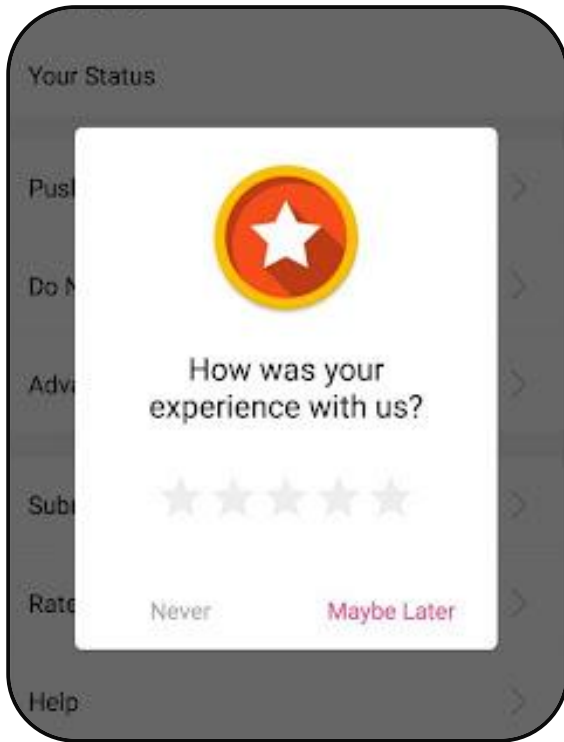 Your Status
How was your
experience with us?
Never
Maybe Later
Help